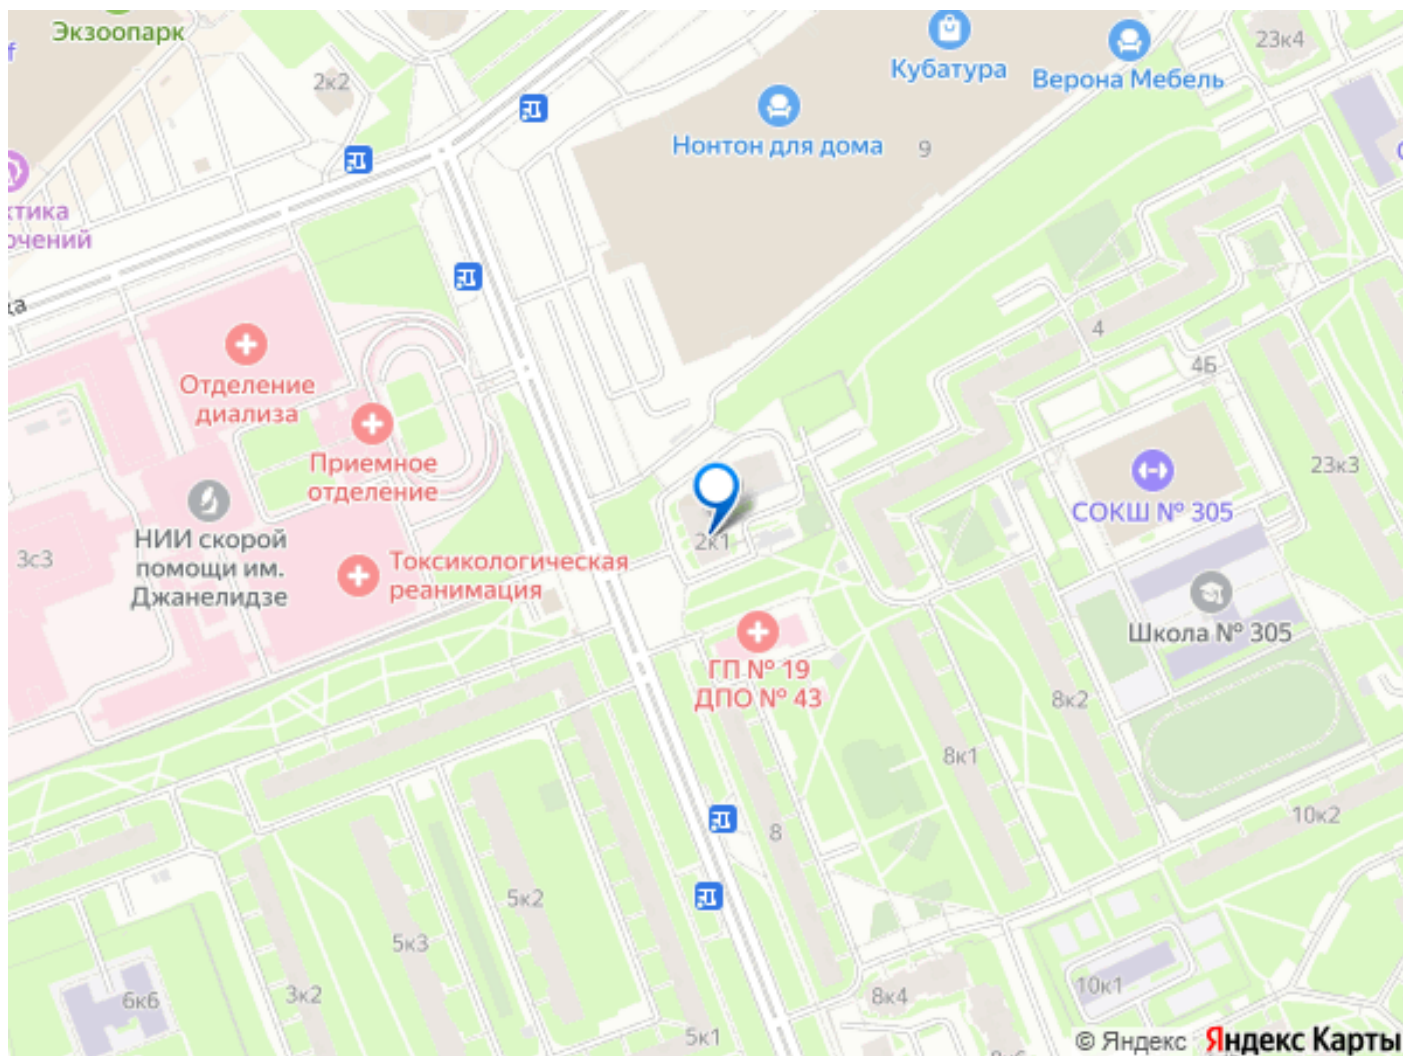 Экзоопарк
f
2к2
Кубатура
Верона Мебель
23к4
Нонтон для дома
9
ктика
очений
ка
4
4Б
Отделение
диализа
Приемное
отделение
23к3
СОКШ № 305
НИИ скорой
помощи им.
Джанелидзе
3с3
2к1
Токсикологическая
реанимация
Школа № 305
ГП № 19
ДПО № 43
8к2
8к1
10к2
8
5к2
5к3
6к6
3к2
8к4
10к1
5к1
© Яндекс Яндекс Карты